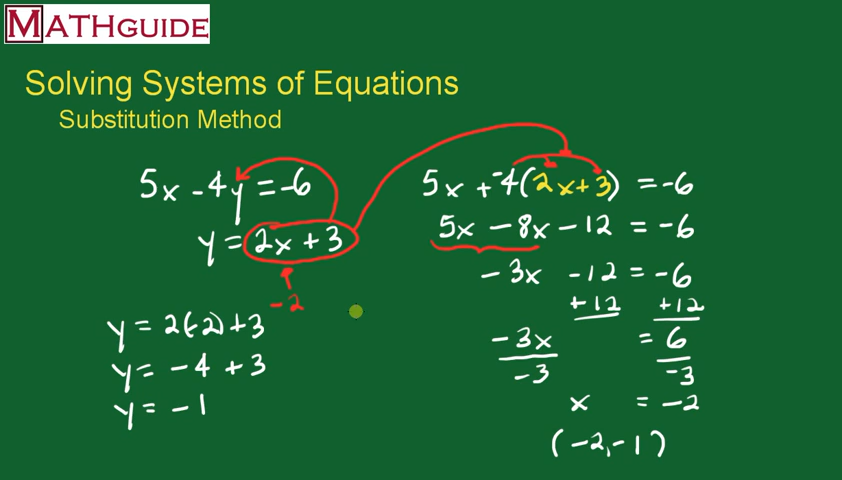 MATHGUIDE
Solving Systems of Equations
Substitution Method
5x - 4y = -6
y = 2x + 3
-2
y = 2(-2) + 3
y = -4 + 3
y = -1
5x + -4(2x+3) = -6
5x - 8x - 12 = -6
-3x -12 = -6
+12 +12
-3x = 6
-3 -3
x = -2
(-2, -1)